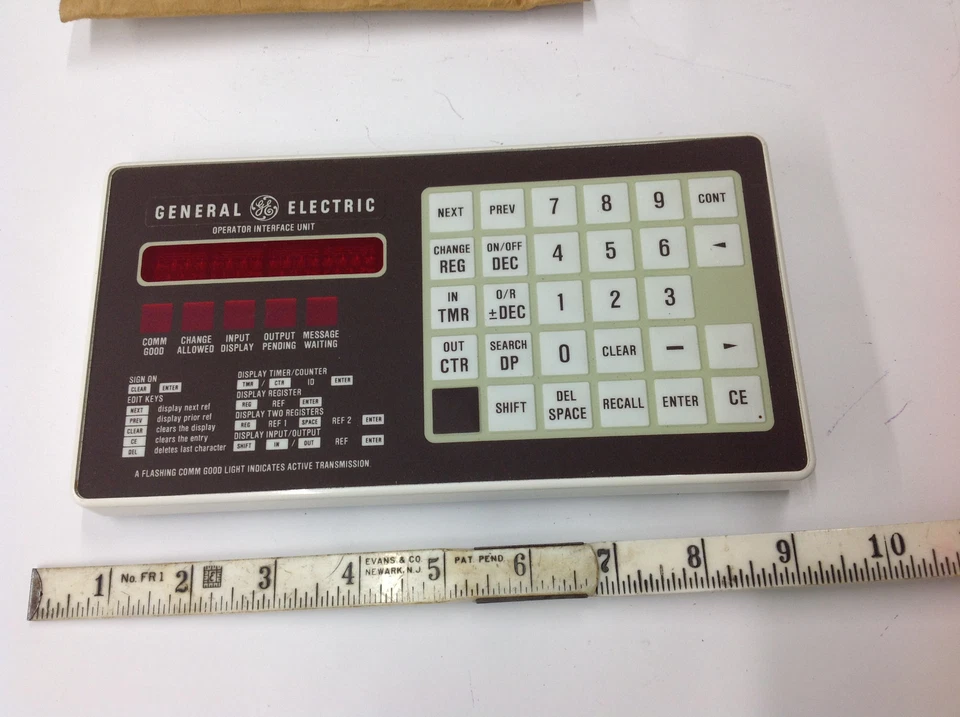 GENERAL GE ELECTRIC
OPERATOR INTERFACE UNIT
COMM GOOD
CHANGE ALLOWED
INPUT DISPLAY
OUTPUT PENDING
MESSAGE WAITING
SIGN ON
CLEAR ENTER
EDIT KEYS
NEXT display next ref
PREV display prior ref
CLEAR clears the display
CE clears the entry
DEL deletes last character
DISPLAY TIMER/COUNTER
TMR / CTR ID ENTER
DISPLAY REGISTER
REG REF ENTER
DISPLAY TWO REGISTERS
REG REF 1 SPACE REF 2 ENTER
DISPLAY INPUT/OUTPUT
SHIFT IN / OUT REF ENTER
A FLASHING COMM GOOD LIGHT INDICATES ACTIVE TRANSMISSION.
NEXT PREV 7 8 9 CONT
CHANGE REG ON/OFF DEC 4 5 6 ◄
IN TMR O/R ±DEC 1 2 3
OUT CTR SEARCH DP 0 CLEAR — ►
SHIFT DEL SPACE RECALL ENTER CE .
1 No. FR1 2 3 4 EVANS & CO. 5 PAT PEND 6 7 8 9 10
NEWARK, N.J.